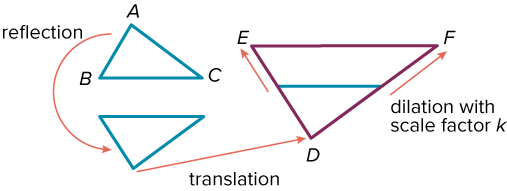 A
reflection
B
C
E
F
D
dilation with
scale factor k
translation